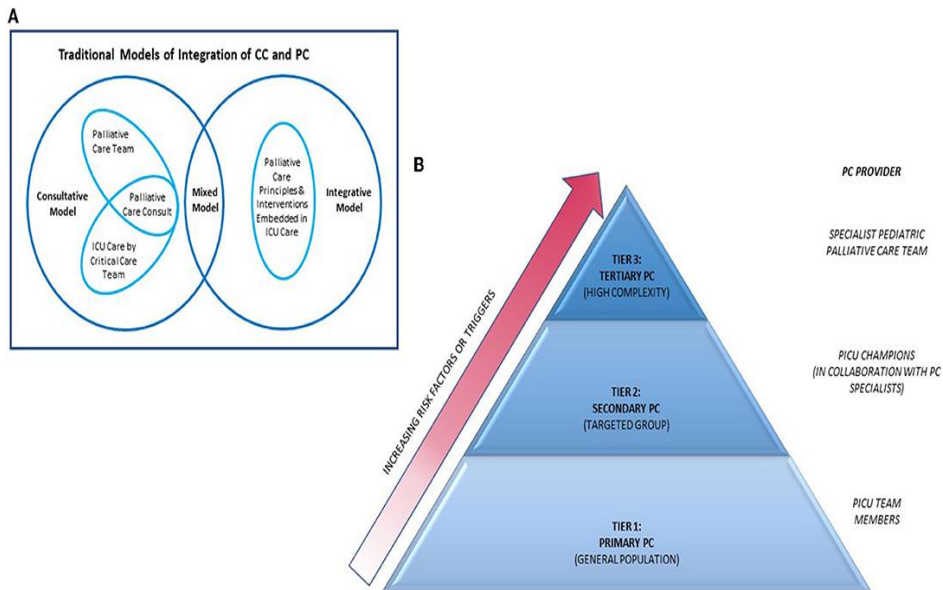 A
Traditional Models of Integration of CC and PC
Palliative
Care Team
Consultative
Model
Palliative
Care Consult
ICU Care by
Critical Care
Team
Mixed
Model
Palliative
Care
Principles &
Interventions
Embedded in
ICU Care
Integrative
Model
B
INCREASING RISK FACTORS OR TRIGGERS
PC PROVIDER
TIER 3:
TERTIARY PC
(HIGH COMPLEXITY)
SPECIALIST PEDIATRIC
PALLIATIVE CARE TEAM
TIER 2:
SECONDARY PC
(TARGETED GROUP)
PICU CHAMPIONS
(IN COLLABORATION WITH PC
SPECIALISTS)
TIER 1:
PRIMARY PC
(GENERAL POPULATION)
PICU TEAM
MEMBERS